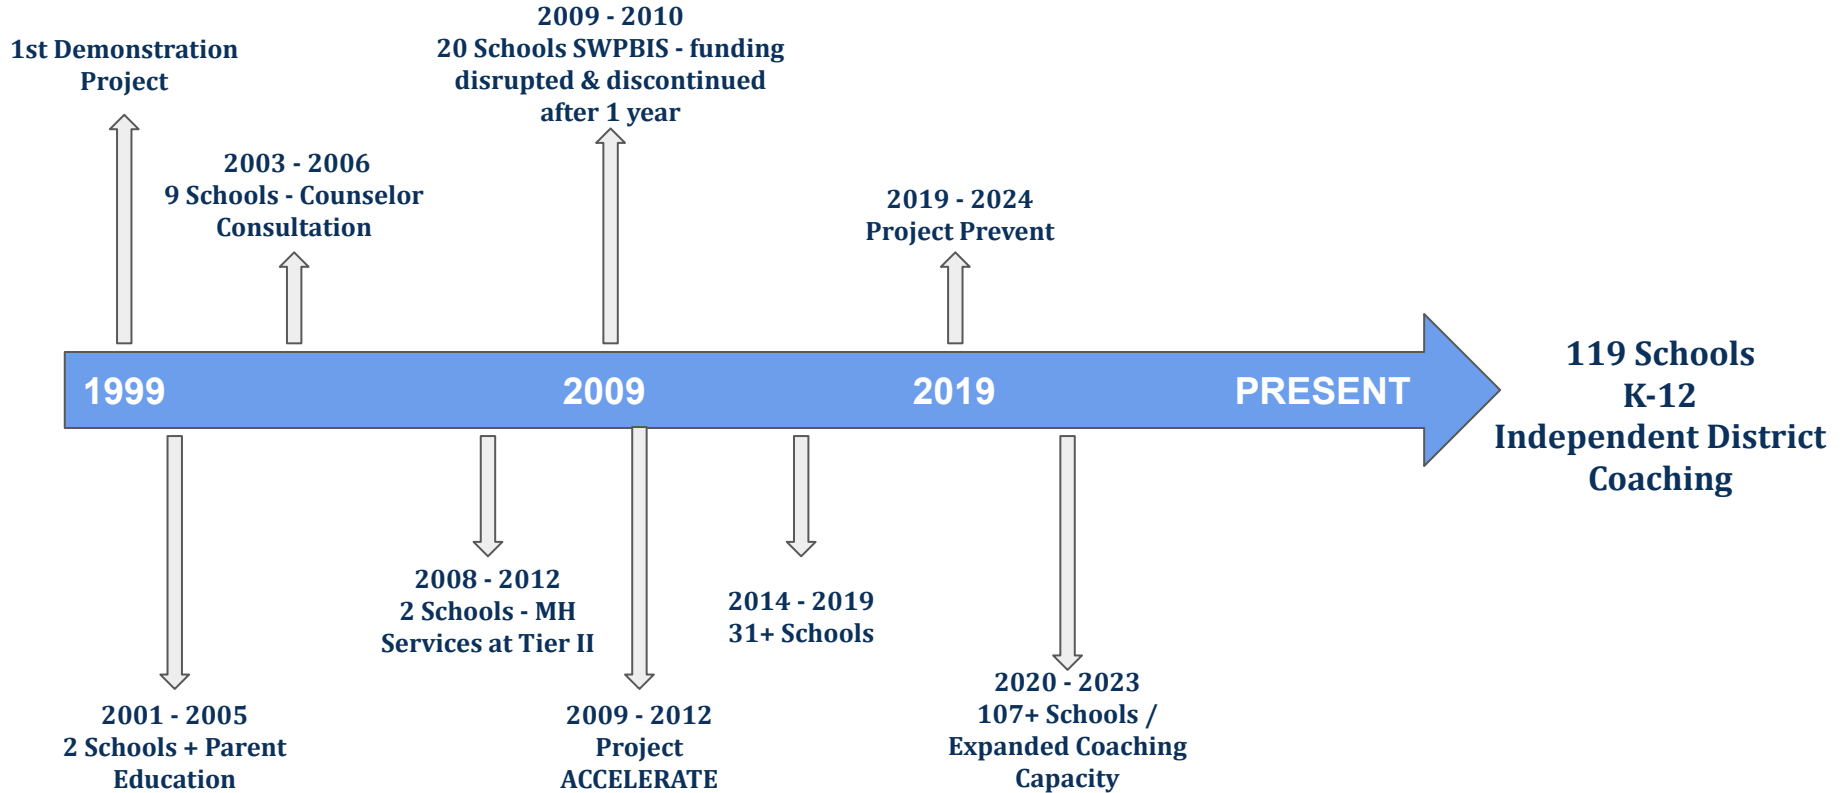 1st Demonstration
Project
2003 - 2006
9 Schools - Counselor
Consultation
2009 - 2010
20 Schools SWPBIS - funding
disrupted & discontinued
after 1 year
2019 - 2024
Project Prevent
1999
2009
2019
PRESENT
119 Schools
K-12
Independent District
Coaching
2001 - 2005
2 Schools + Parent
Education
2008 - 2012
2 Schools - MH
Services at Tier II
2009 - 2012
Project
ACCELERATE
2014 - 2019
31+ Schools
2020 - 2023
107+ Schools /
Expanded Coaching
Capacity